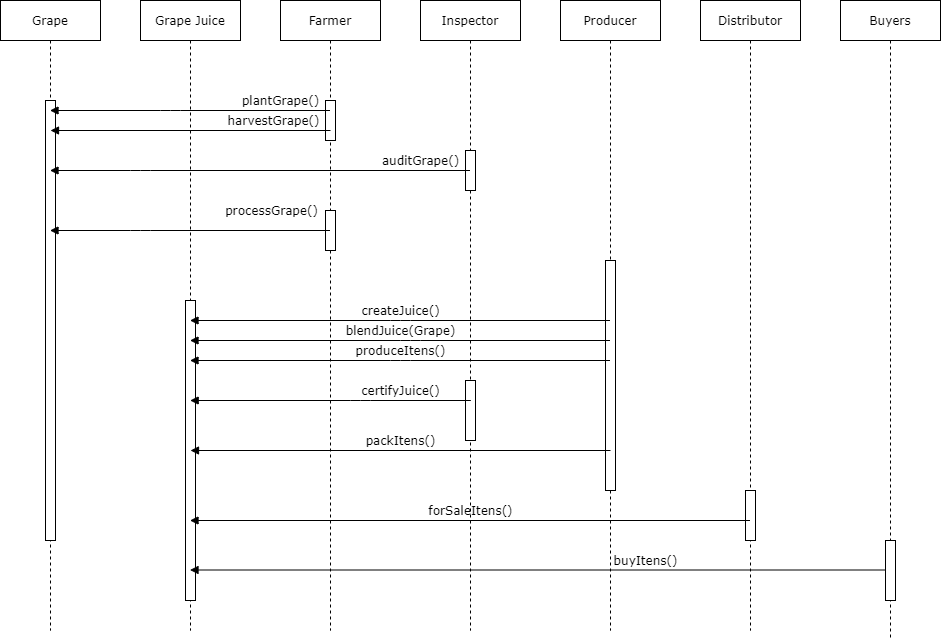 Grape
Grape Juice
Farmer
Inspector
Producer
Distributor
Buyers
plantGrape()
harvestGrape()
auditGrape()
processGrape()
createJuice()
blendJuice(Grape)
produceItens()
certifyJuice()
packItens()
forSaleItens()
buyItens()